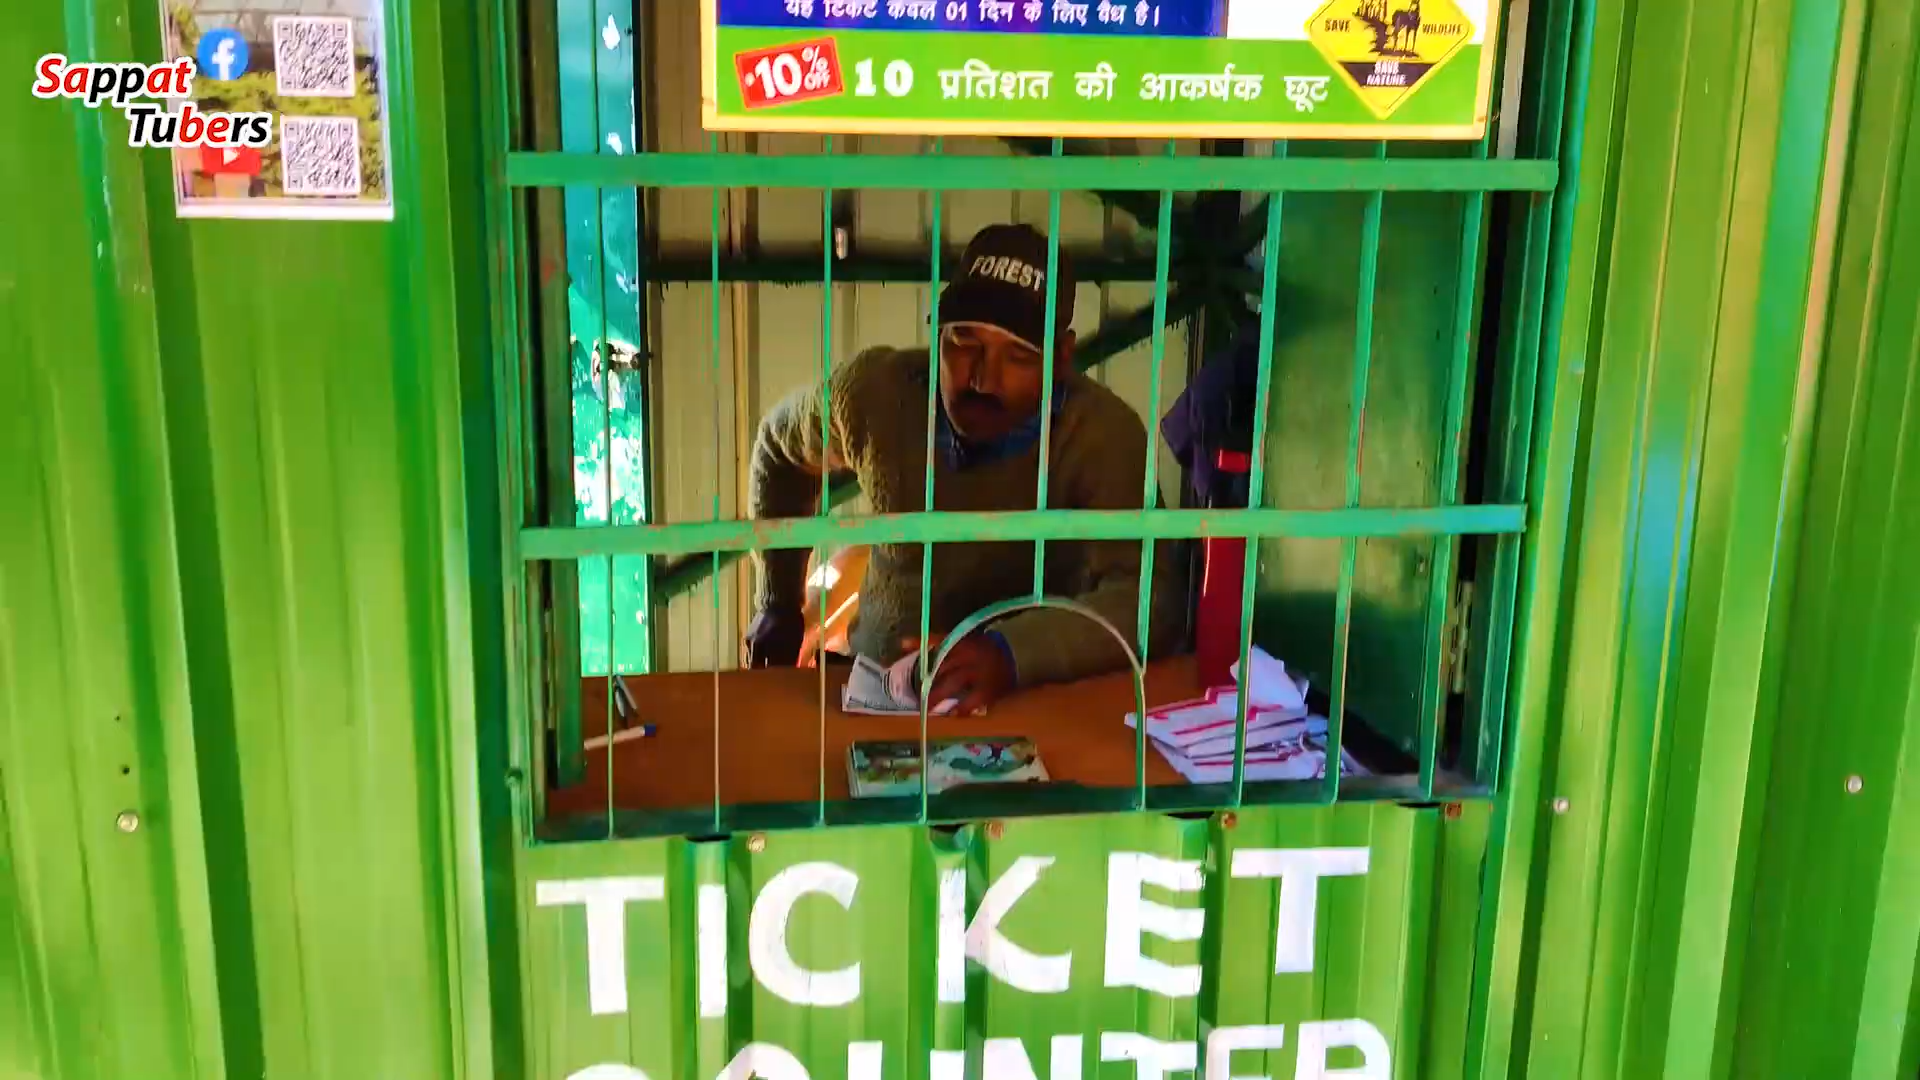 Sappat
Tubers
यह टिकट केवल 01 दिन के लिए वैध है।
-10% OFF
10 प्रतिशत की आकर्षक छूट
SAVE WILDLIFE
SAVE
NATURE
FOREST
TICKET
COUNTER